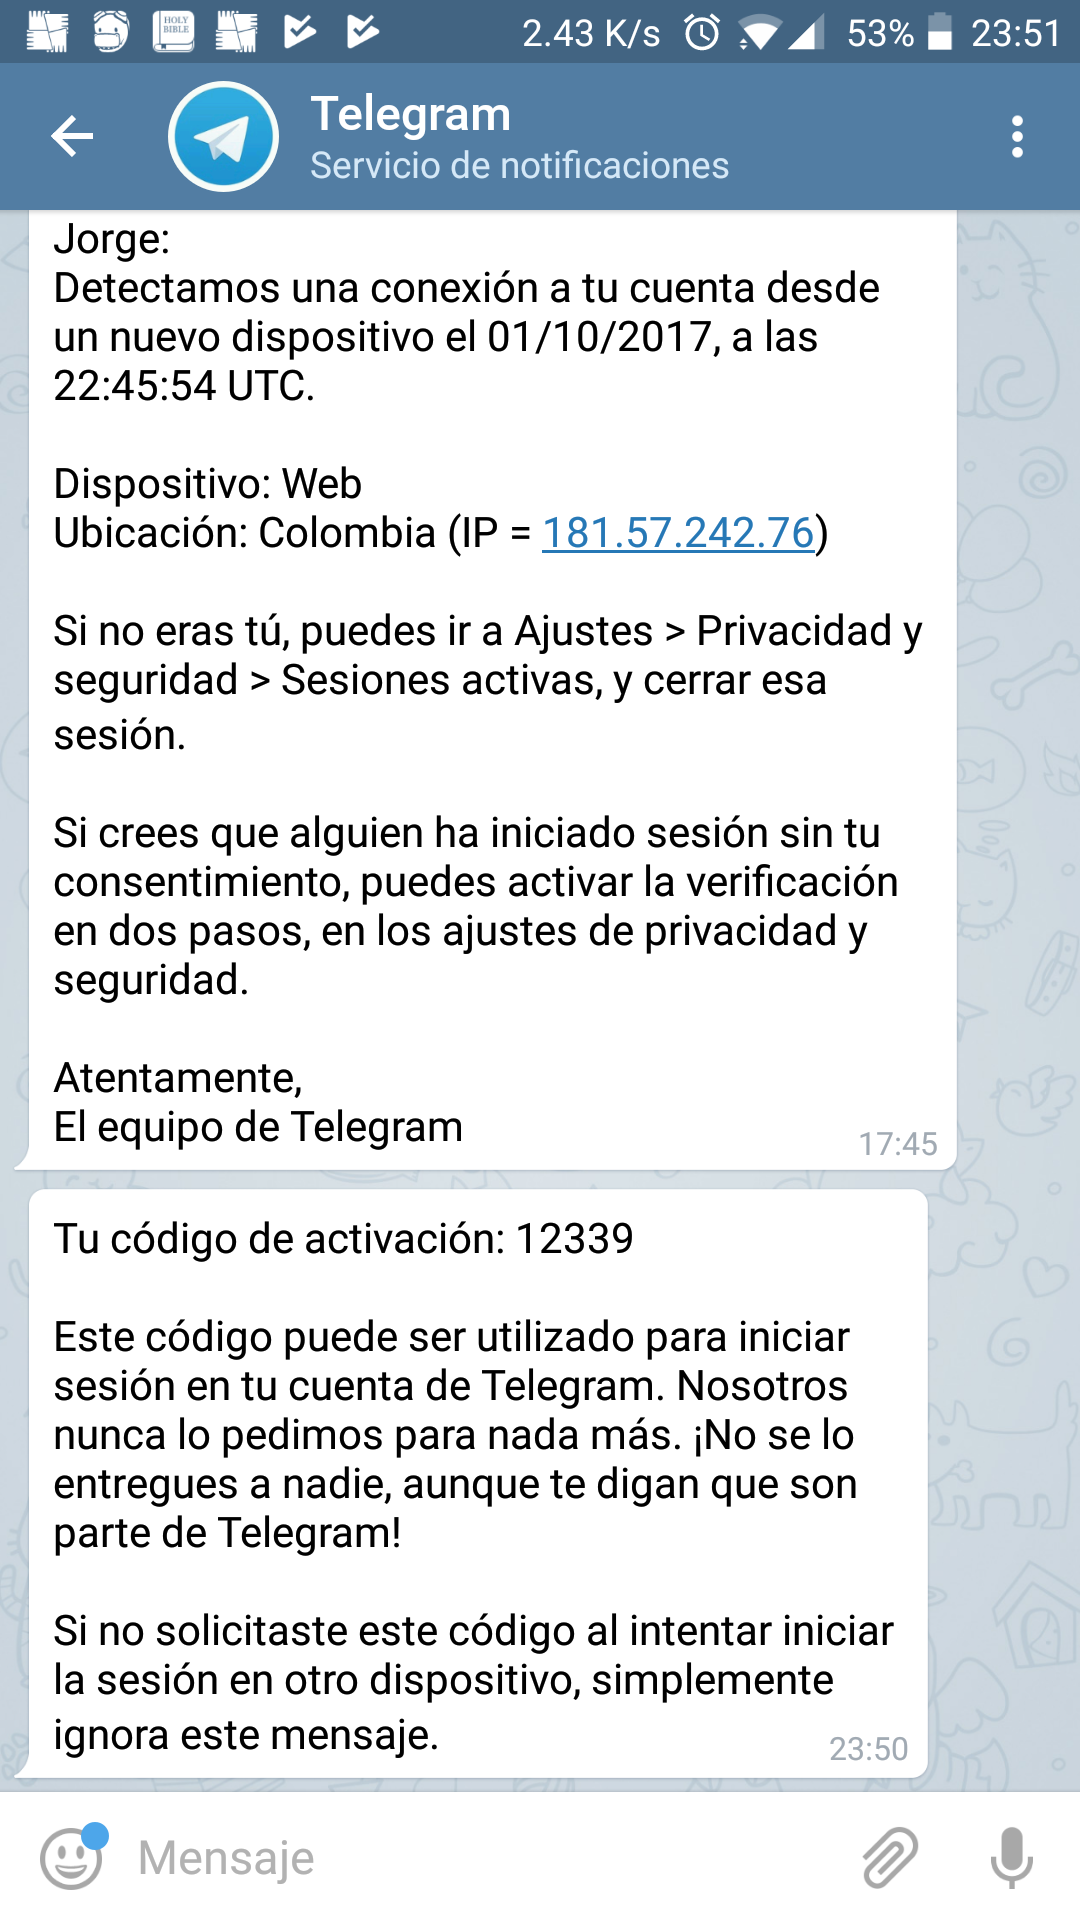 HOLY
BIBLE
2.43 K/s
53%
23:51
Telegram
Servicio de notificaciones
Jorge:
Detectamos una conexión a tu cuenta desde
un nuevo dispositivo el 01/10/2017, a las
22:45:54 UTC.
Dispositivo: Web
Ubicación: Colombia (IP = 181.57.242.76)
Si no eras tú, puedes ir a Ajustes > Privacidad y
seguridad > Sesiones activas, y cerrar esa
sesión.
Si crees que alguien ha iniciado sesión sin tu
consentimiento, puedes activar la verificación
en dos pasos, en los ajustes de privacidad y
seguridad.
Atentamente,
El equipo de Telegram
17:45
Tu código de activación: 12339
Este código puede ser utilizado para iniciar
sesión en tu cuenta de Telegram. Nosotros
nunca lo pedimos para nada más. ¡No se lo
entregues a nadie, aunque te digan que son
parte de Telegram!
Si no solicitaste este código al intentar iniciar
la sesión en otro dispositivo, simplemente
ignora este mensaje.
23:50
Mensaje